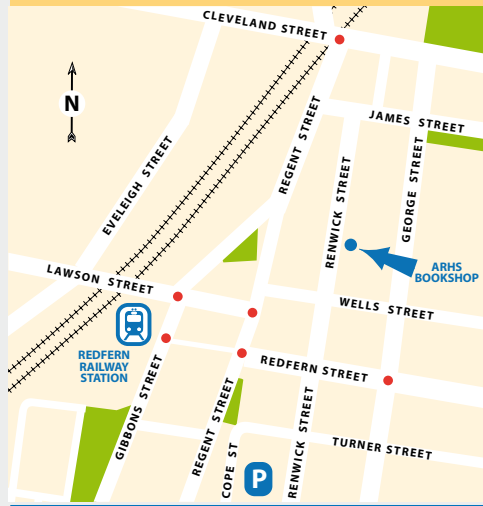 CLEVELAND STREET
N
JAMES STREET
REGENT STREET
EVELEIGH STREET
RENWICK STREET
GEORGE STREET
ARHS
BOOKSHOP
LAWSON STREET
WELLS STREET
REDFERN
RAILWAY
STATION
REDFERN STREET
GIBBONS STREET
REGENT STREET
COPE ST
RENWICK STREET
TURNER STREET
P